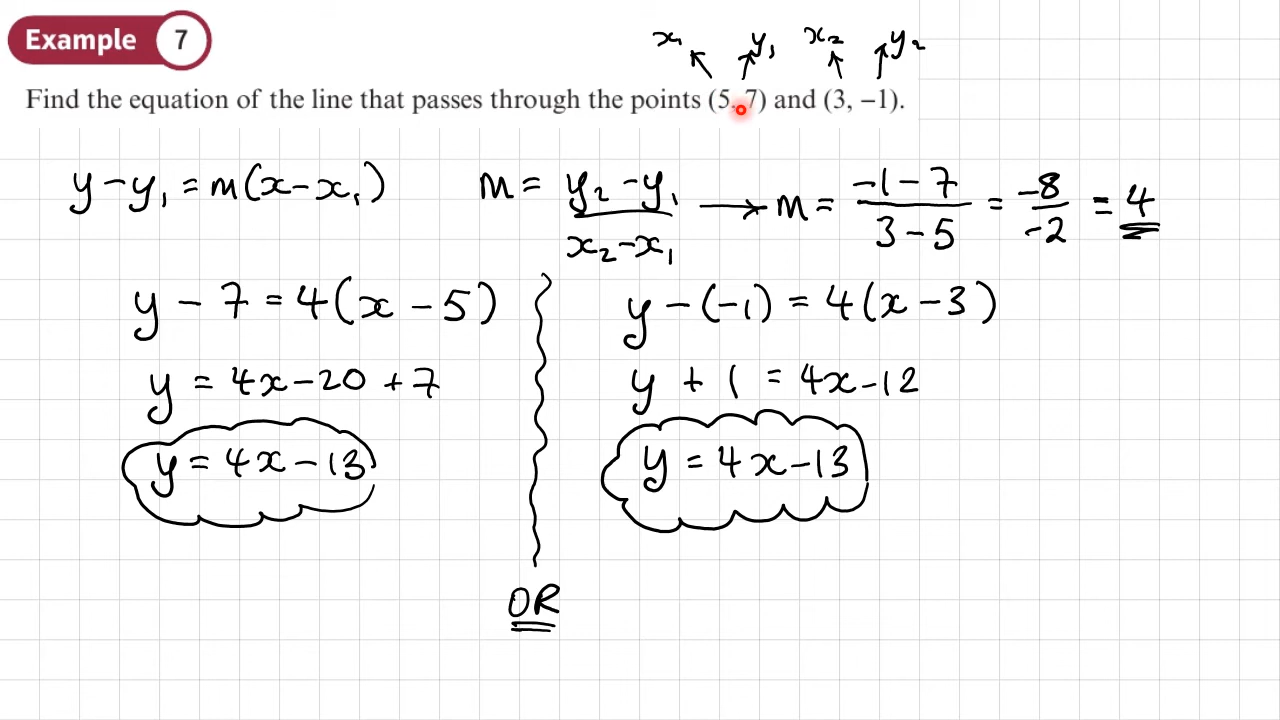 Example 7
x₁ y₁ x₂ y₂
Find the equation of the line that passes through the points (5, 7) and (3, −1).
y − y₁ = m(x − x₁)
m = y₂ − y₁ / x₂ − x₁ → m = −1 − 7 / 3 − 5 = −8 / −2 = 4
y − 7 = 4(x − 5)
y = 4x − 20 + 7
y = 4x − 13
OR
y − (−1) = 4(x − 3)
y + 1 = 4x − 12
y = 4x − 13